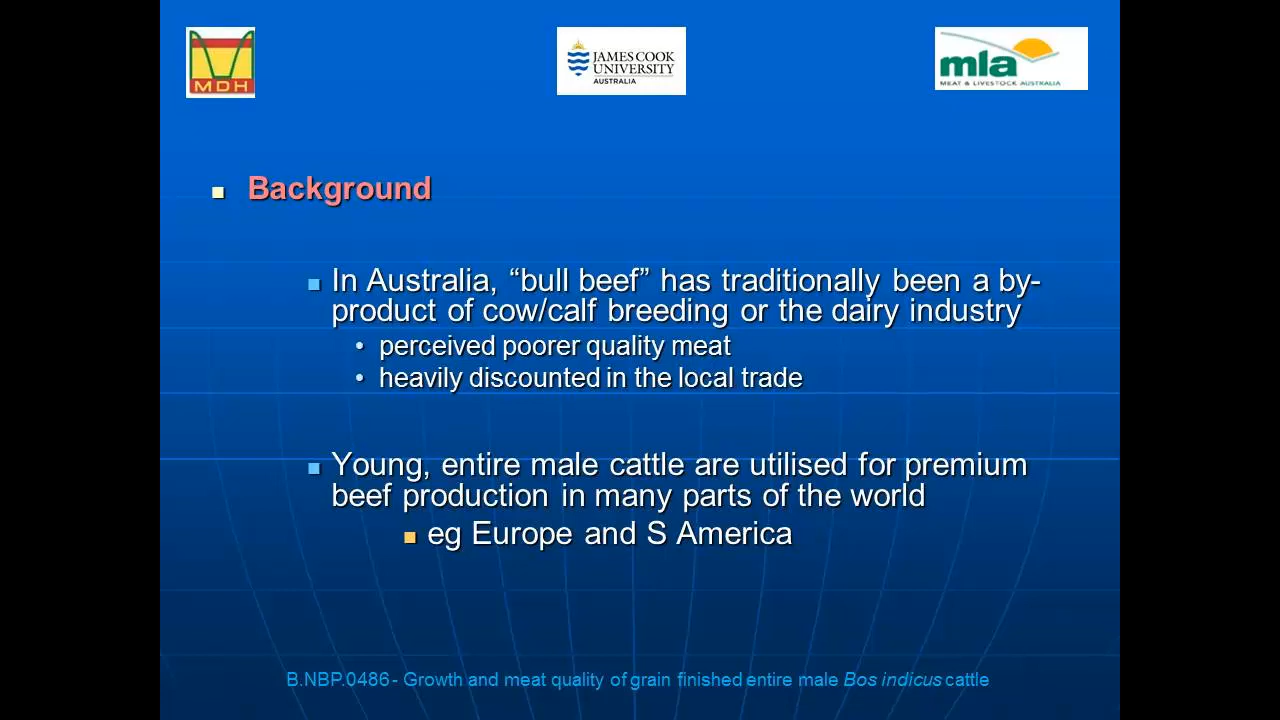 MDH
JAMES COOK
UNIVERSITY
AUSTRALIA
mla
MEAT & LIVESTOCK AUSTRALIA
Background
In Australia, “bull beef” has traditionally been a by-
product of cow/calf breeding or the dairy industry
• perceived poorer quality meat
• heavily discounted in the local trade
Young, entire male cattle are utilised for premium
beef production in many parts of the world
eg Europe and S America
B.NBP.0486 - Growth and meat quality of grain finished entire male Bos indicus cattle